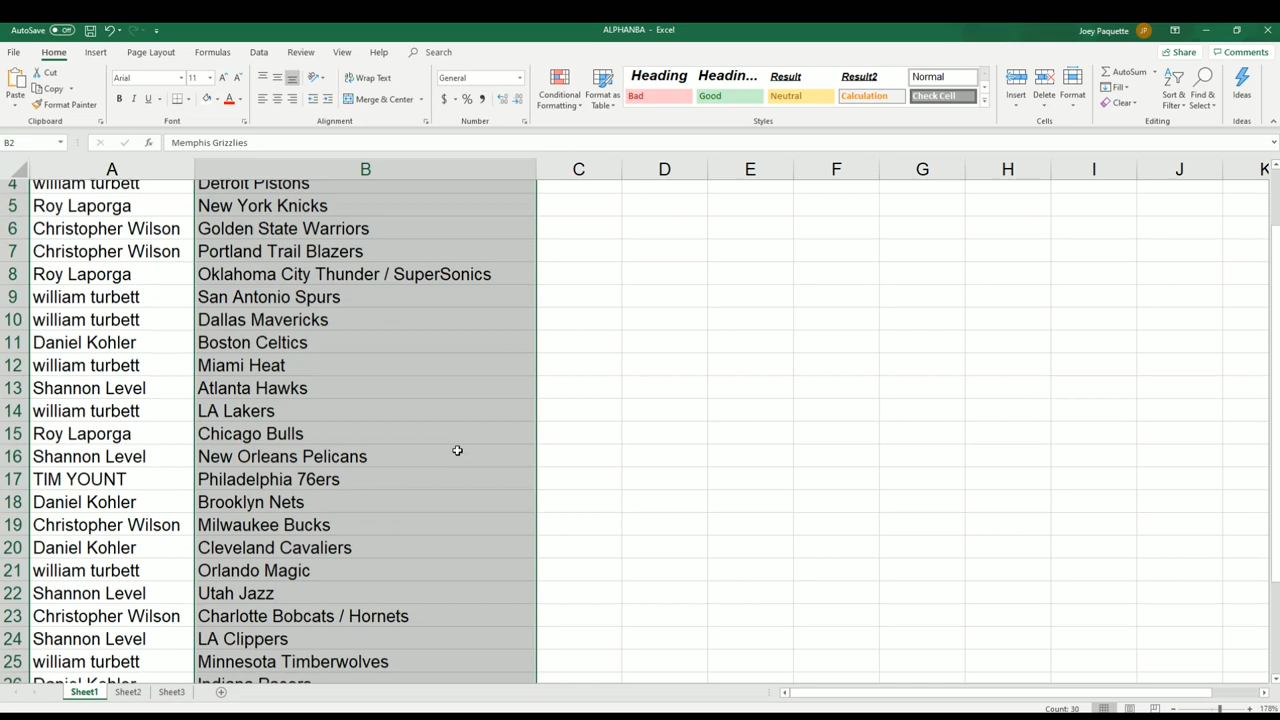 AutoSave Off ALPHANBA - Excel Joey Paquette JP
File Home Insert Page Layout Formulas Data Review View Help Search Share Comments
Paste Cut Copy Format Painter Clipboard
Arial 11 A A B I U A Font
Wrap Text Merge & Center Alignment
General $ % , Number
Conditional Formatting Format as Table
Heading Headin... Result Result2 Normal
Bad Good Neutral Calculation Check Cell
Styles
Insert Delete Format Cells
AutoSum Fill Clear Sort & Filter Find & Select Editing
Ideas Ideas
B2 fx Memphis Grizzlies
A B C D E F G H I J K
4 william turbett Detroit Pistons
5 Roy Laporga New York Knicks
6 Christopher Wilson Golden State Warriors
7 Christopher Wilson Portland Trail Blazers
8 Roy Laporga Oklahoma City Thunder / SuperSonics
9 william turbett San Antonio Spurs
10 william turbett Dallas Mavericks
11 Daniel Kohler Boston Celtics
12 william turbett Miami Heat
13 Shannon Level Atlanta Hawks
14 william turbett LA Lakers
15 Roy Laporga Chicago Bulls
16 Shannon Level New Orleans Pelicans
17 TIM YOUNT Philadelphia 76ers
18 Daniel Kohler Brooklyn Nets
19 Christopher Wilson Milwaukee Bucks
20 Daniel Kohler Cleveland Cavaliers
21 william turbett Orlando Magic
22 Shannon Level Utah Jazz
23 Christopher Wilson Charlotte Bobcats / Hornets
24 Shannon Level LA Clippers
25 william turbett Minnesota Timberwolves
26 Daniel Kohler Indiana Pacers
Sheet1 Sheet2 Sheet3
Count: 30 178%